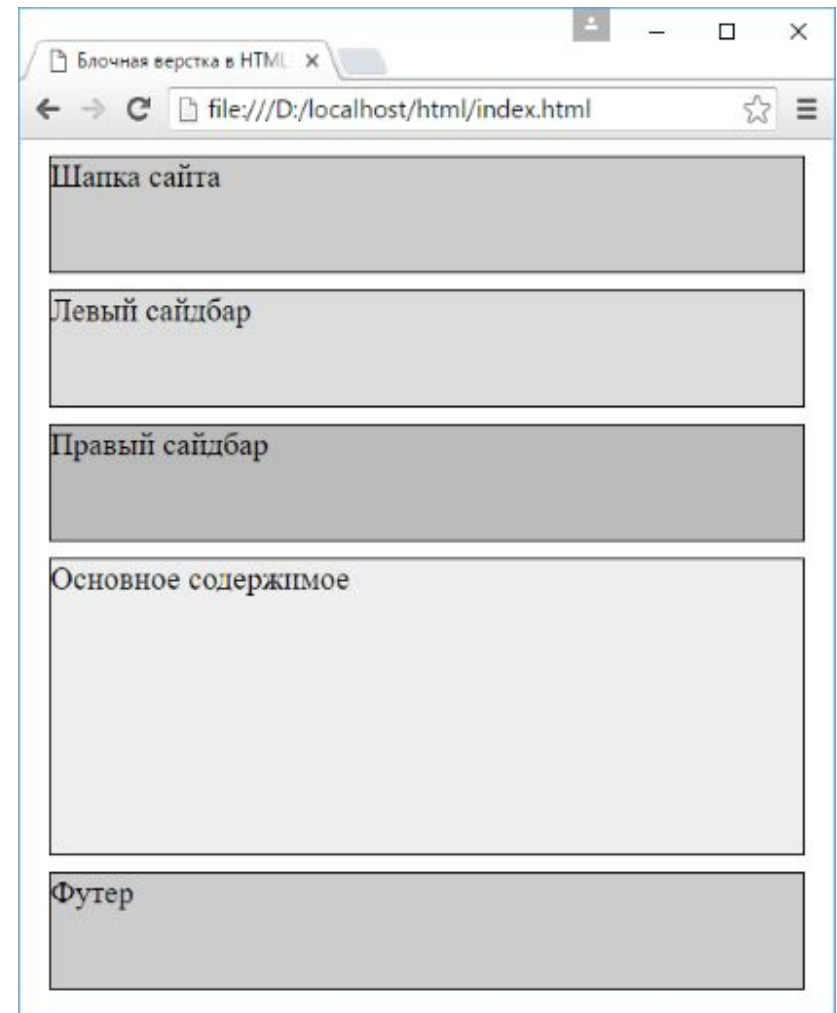 Блочная верстка в HTML
file:///D:/localhost/html/index.html
Шапка сайта
Левый сайдбар
Правый сайдбар
Основное содержимое
Футер